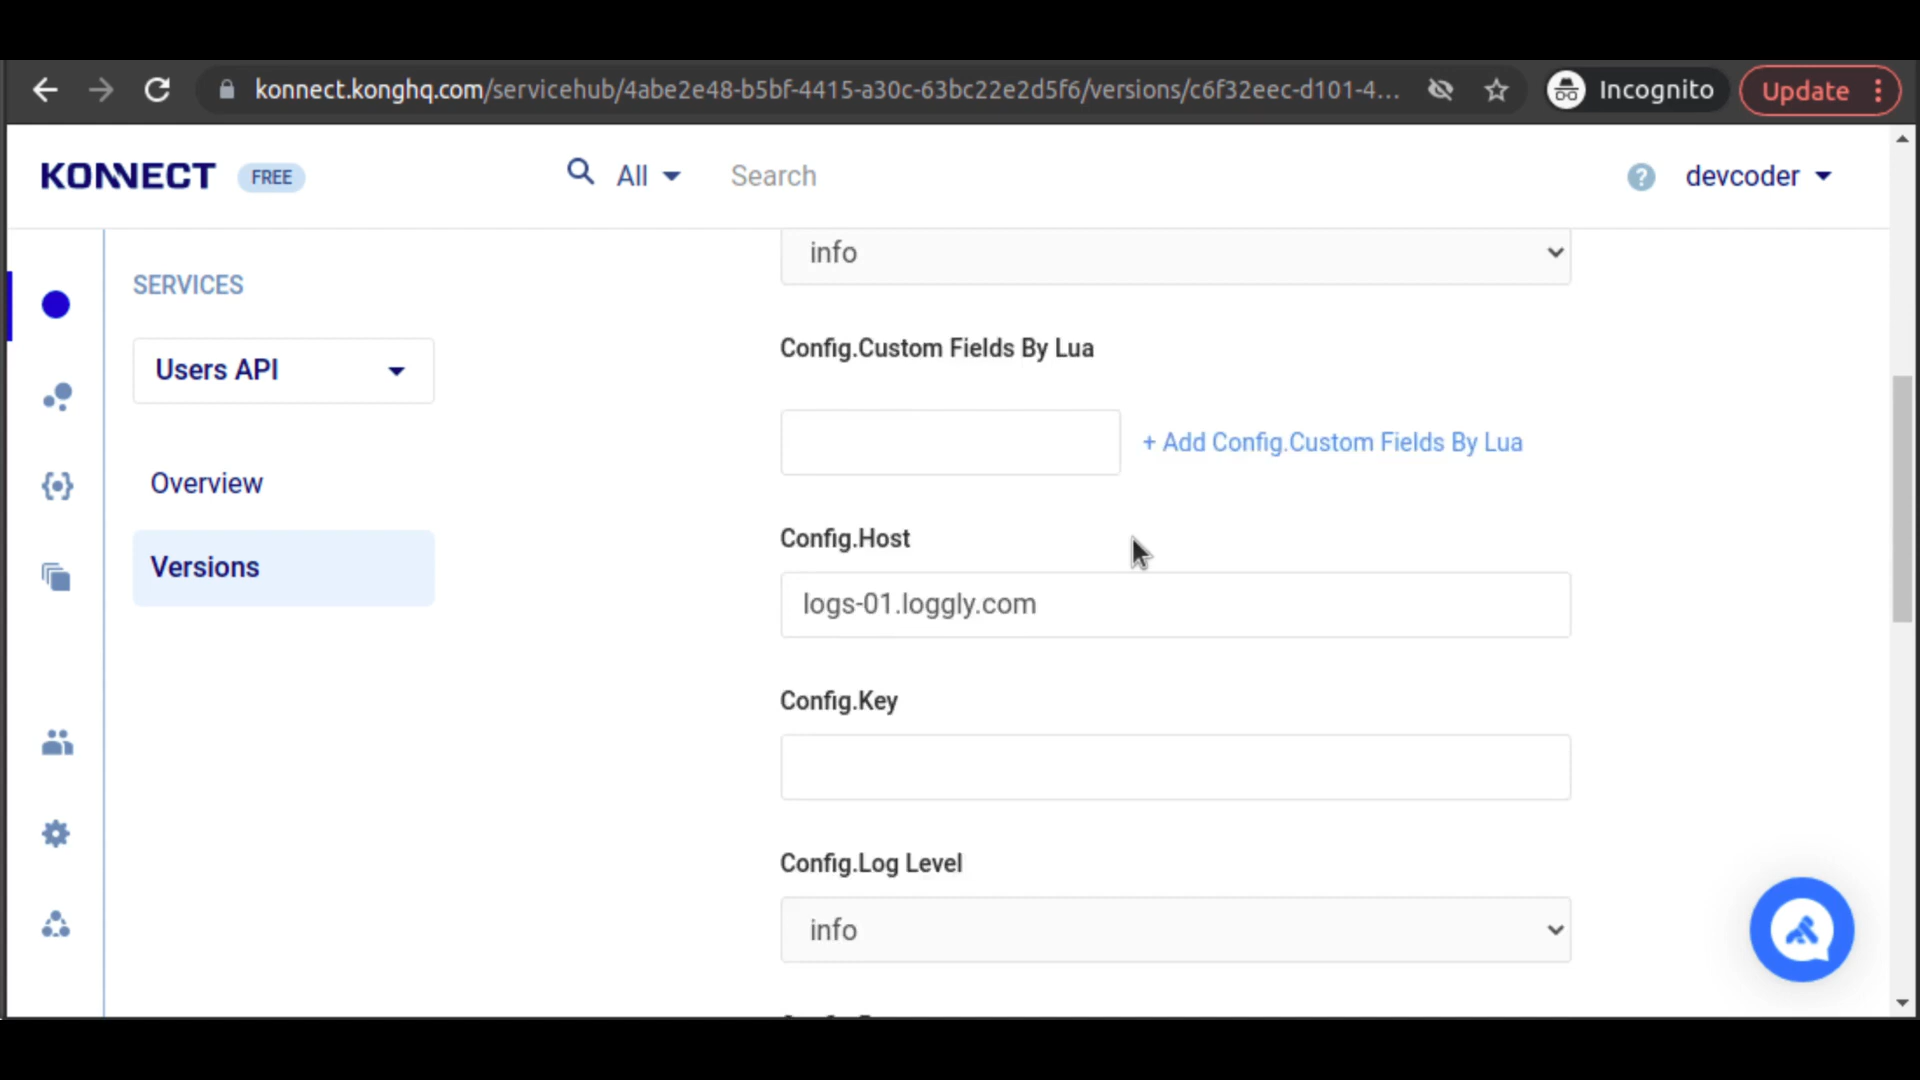 konnect.konghq.com/servicehub/4abe2e48-b5bf-4415-a30c-63bc22e2d5f6/versions/c6f32eec-d101-4...
Incognito
Update
KONNECT
FREE
All
Search
?
devcoder
SERVICES
Users API
Overview
Versions
info
Config.Custom Fields By Lua
+ Add Config.Custom Fields By Lua
Config.Host
logs-01.loggly.com
Config.Key
Config.Log Level
info